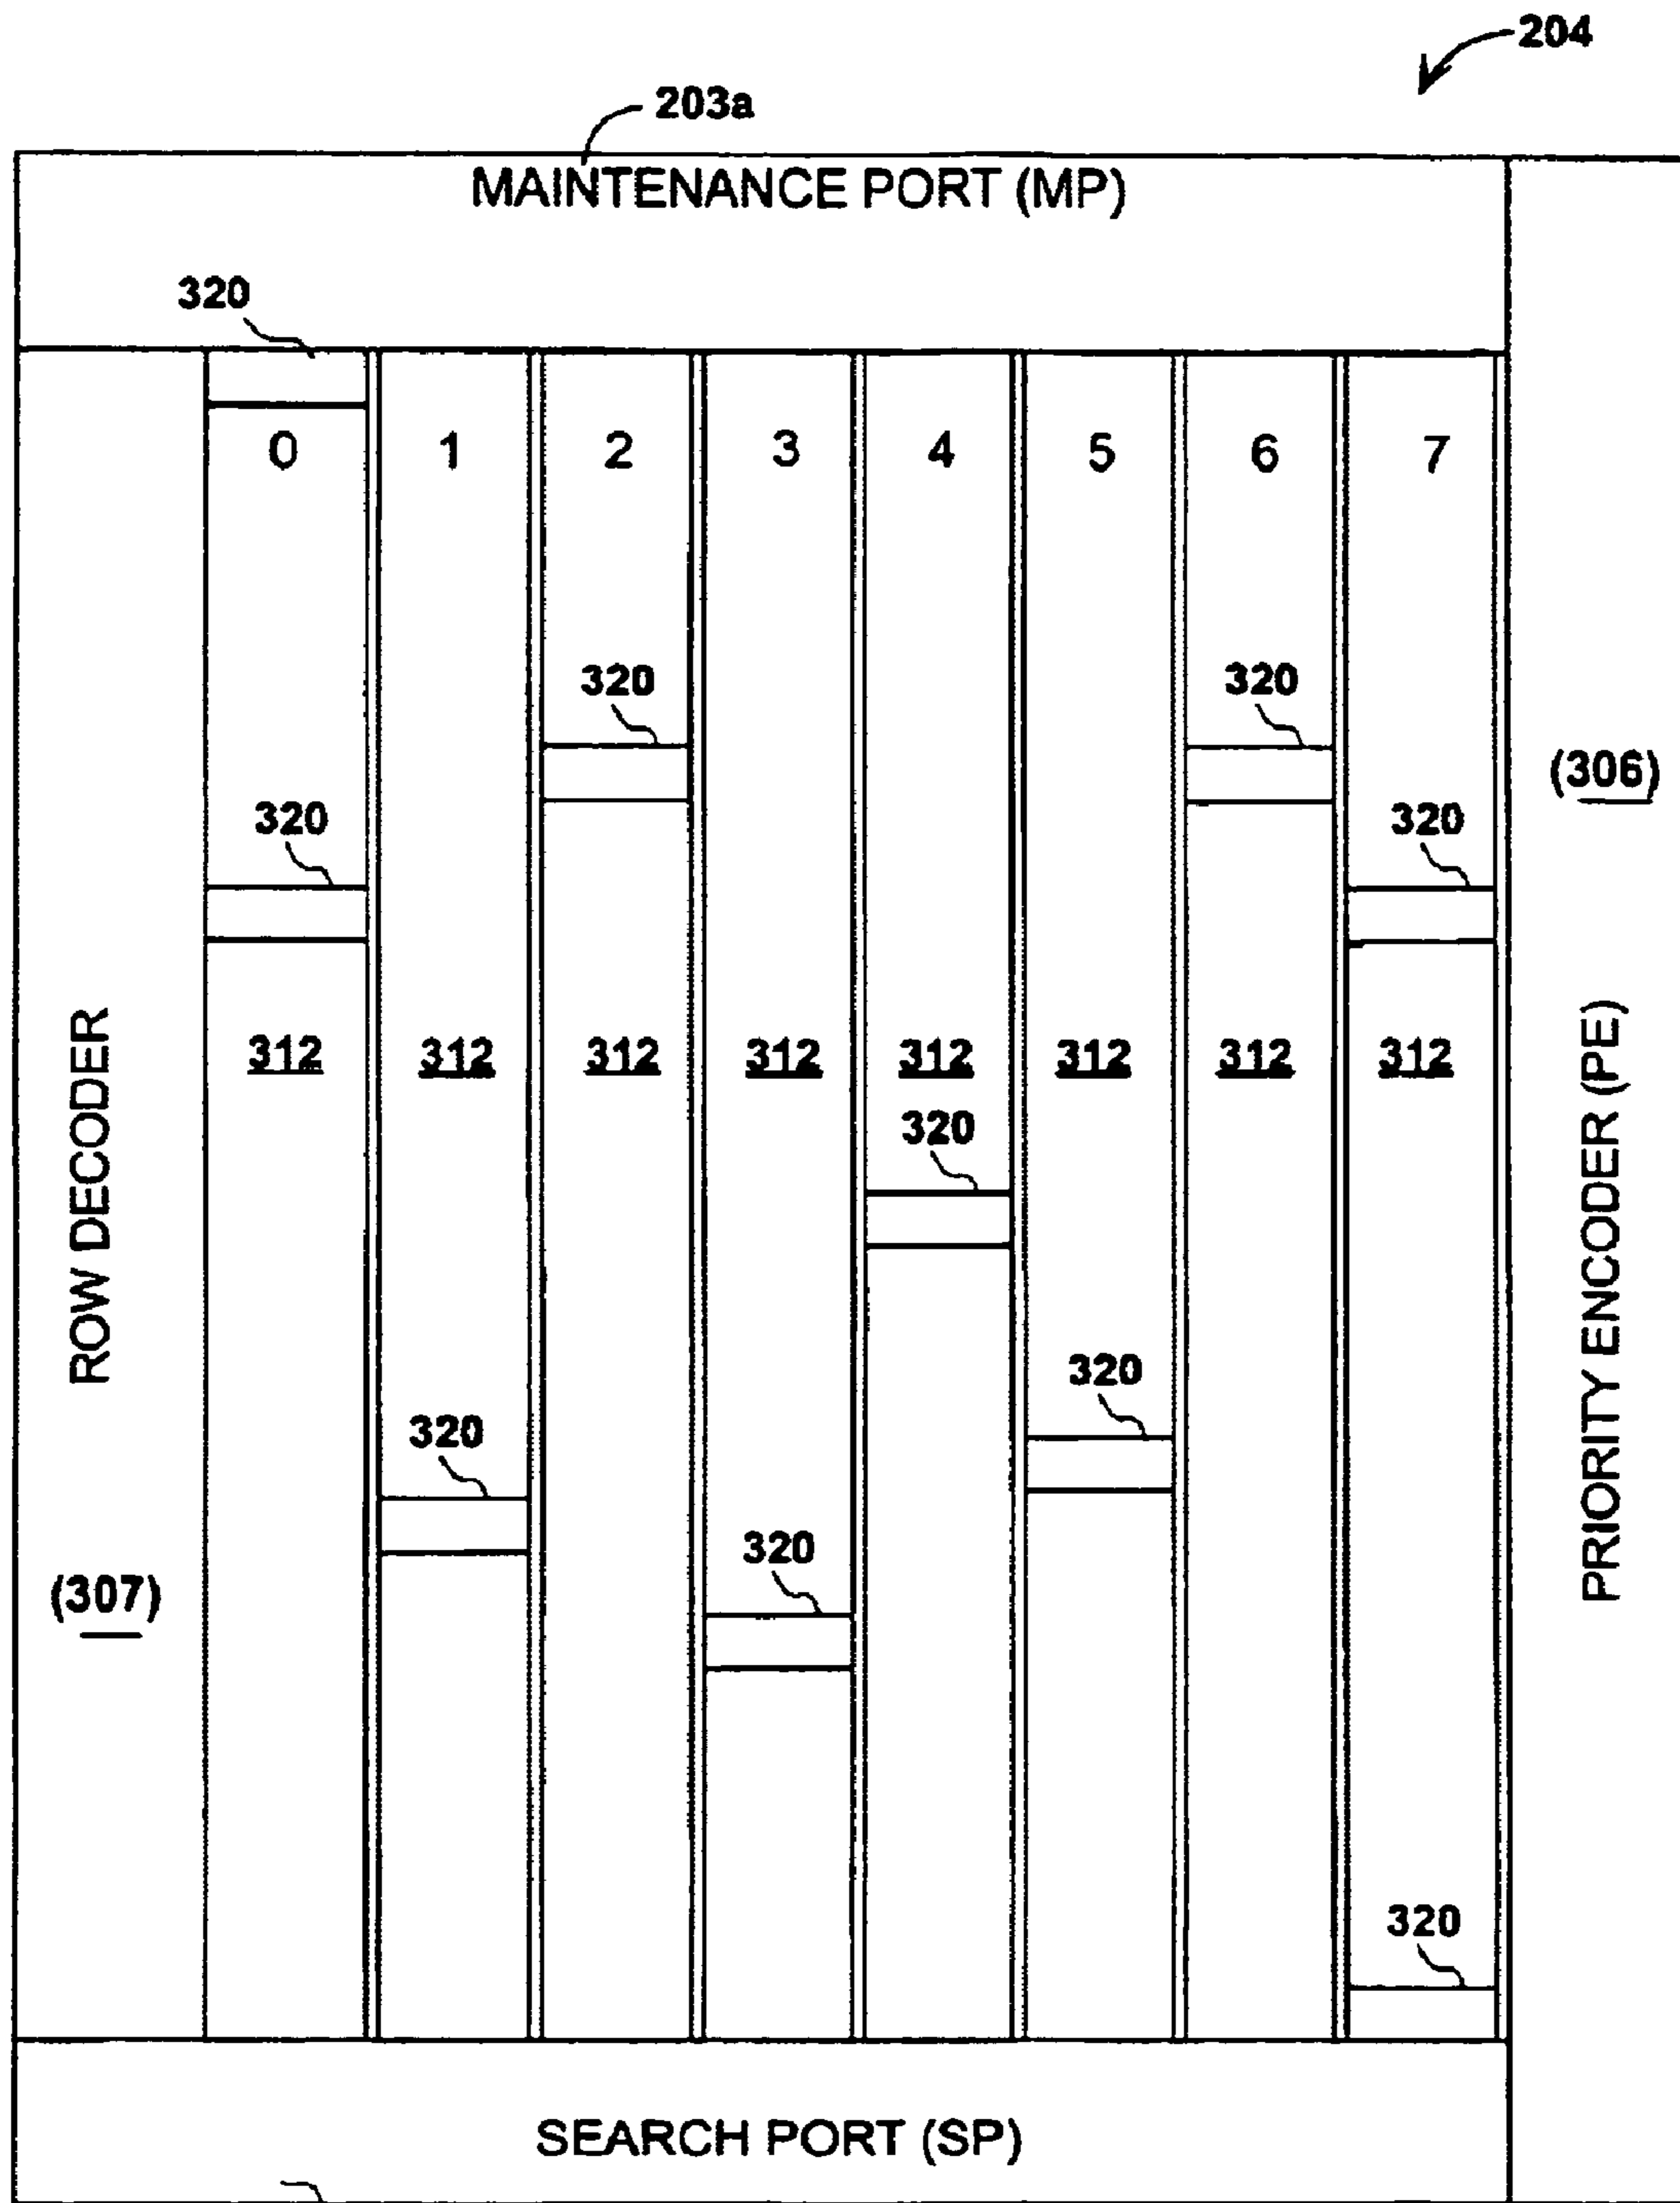 204
203a
MAINTENANCE PORT (MP)
320
0 1 2 3 4 5 6 7
320 320
(306)
320 320
312 312 312 312 312 312 312 312
320
ROW DECODER
PRIORITY ENCODER (PE)
320
320
320
(307)
320
SEARCH PORT (SP)